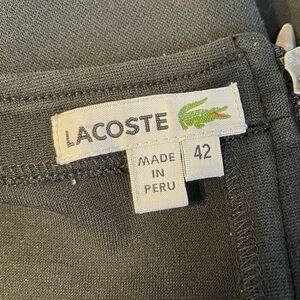 LACOSTE
MADE
IN
PERU
42